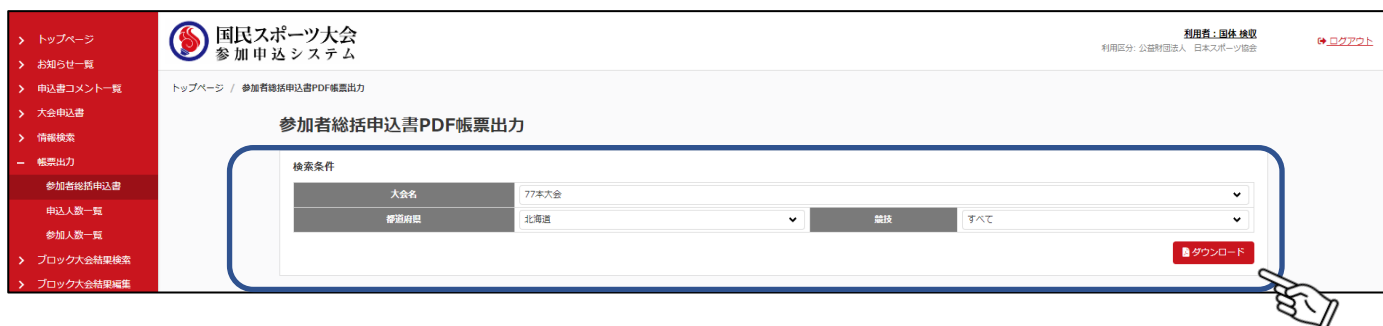 トップページ
お知らせ一覧
申込書コメント一覧
大会申込書
情報検索
帳票出力
参加者総括申込書
申込人数一覧
参加人数一覧
ブロック大会結果検索
ブロック大会結果編集
国民スポーツ大会
参加申込システム
利用者：国体 検収
利用区分: 公益財団法人 日本スポーツ協会
ログアウト
トップページ / 参加者総括申込書PDF帳票出力
参加者総括申込書PDF帳票出力
検索条件
大会名 77本大会
都道府県 北海道 競技 すべて
ダウンロード